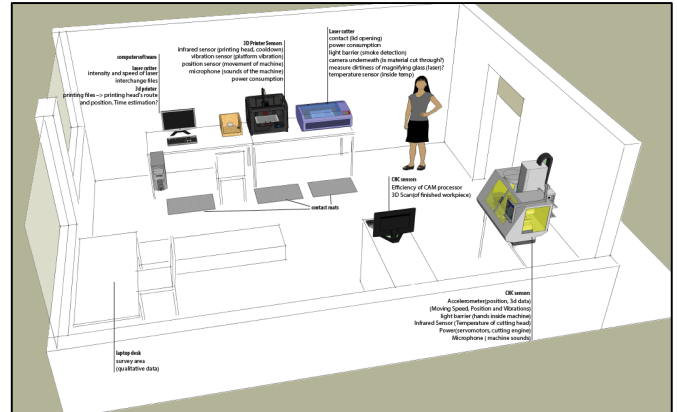 computersoftware
laser cutter
intensity and speed of laser
interchange files
3d printer
printing files --> printing head's route
and position. Time estimation?
3D Printer Sensors
infrared sensor (printing head, cooldown)
vibration sensor (platform vibration)
position sensor (movement of machine)
microphone (sounds of the machine)
power consumption
Laser cutter
contact (lid opening)
power consumption
light barrier (smoke detection)
camera underneath (is material cut through?)
measure dirtiness of magnifying glass (laser)?
temperature sensor (inside temp)
contact mats
CNC sensors
Efficiency of CAM processor
3D Scan(of finished workpiece)
CNC sensors
Accelerometer(position, 3d data)
(Moving Speed, Position and Vibrations)
light barrier (hands inside machine)
Infrared Sensor (Temperature of cutting head)
Power(servomotors, cutting engine)
Microphone ( machine sounds)
laptop desk
survey area
(qualitative data)